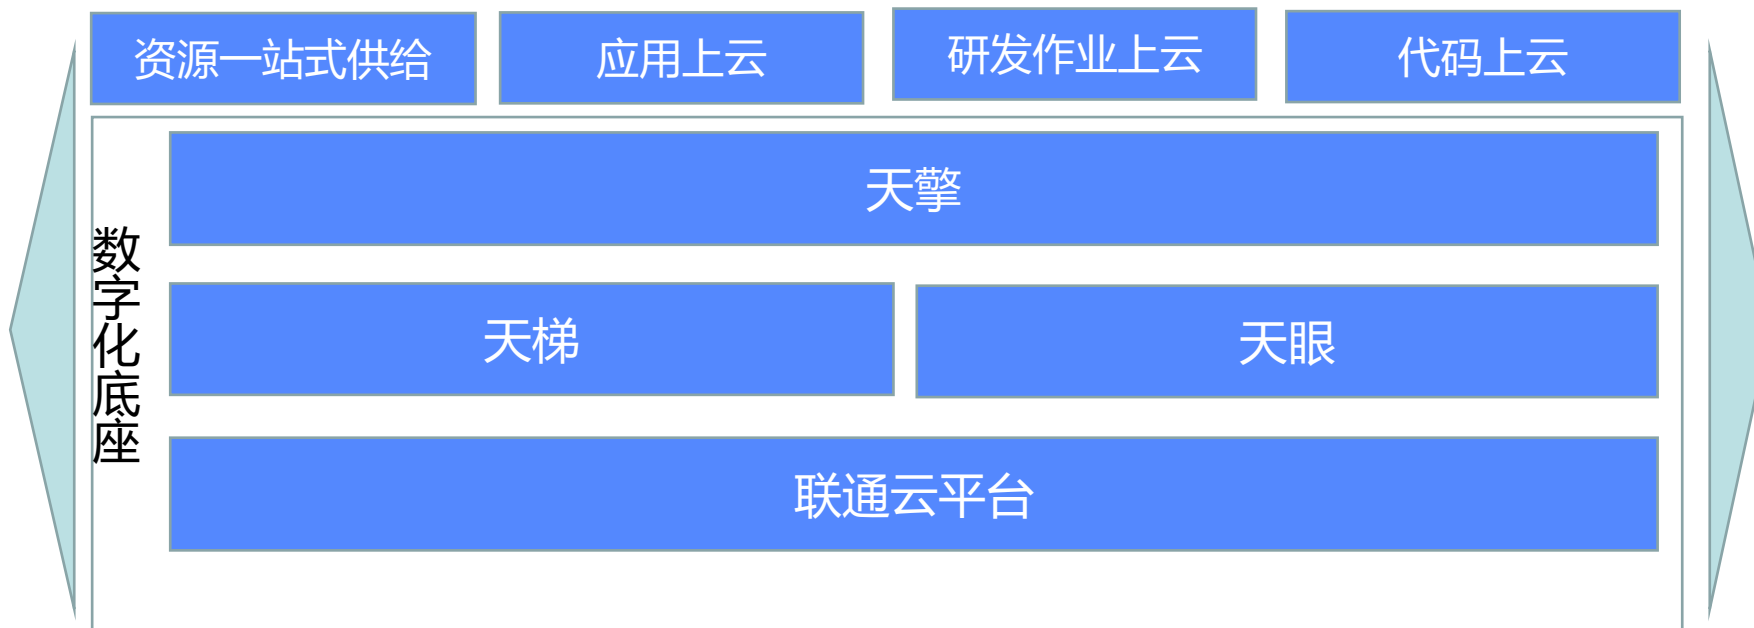 资源一站式供给
应用上云
研发作业上云
代码上云
数字化底座
天擎
天梯
天眼
联通云平台